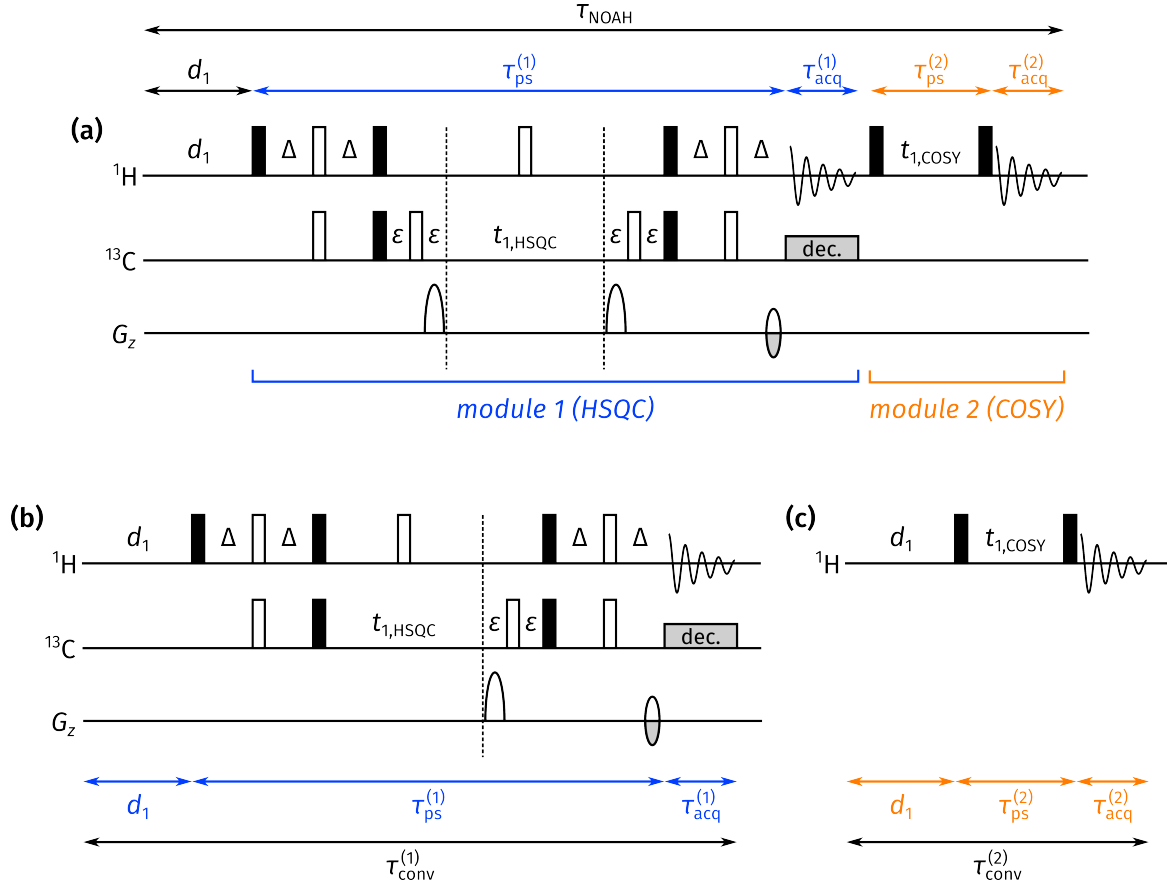 τNOAH
d1 τps(1) τacq(1) τps(2) τacq(2)
(a)
d1 Δ Δ Δ Δ t1,COSY
1H
ε ε t1,HSQC ε ε dec.
13C
Gz
module 1 (HSQC) module 2 (COSY)
(b)
d1 Δ Δ Δ Δ
1H
t1,HSQC ε ε dec.
13C
Gz
d1 τps(1) τacq(1)
τconv(1)
(c)
d1 t1,COSY
1H
d1 τps(2) τacq(2)
τconv(2)